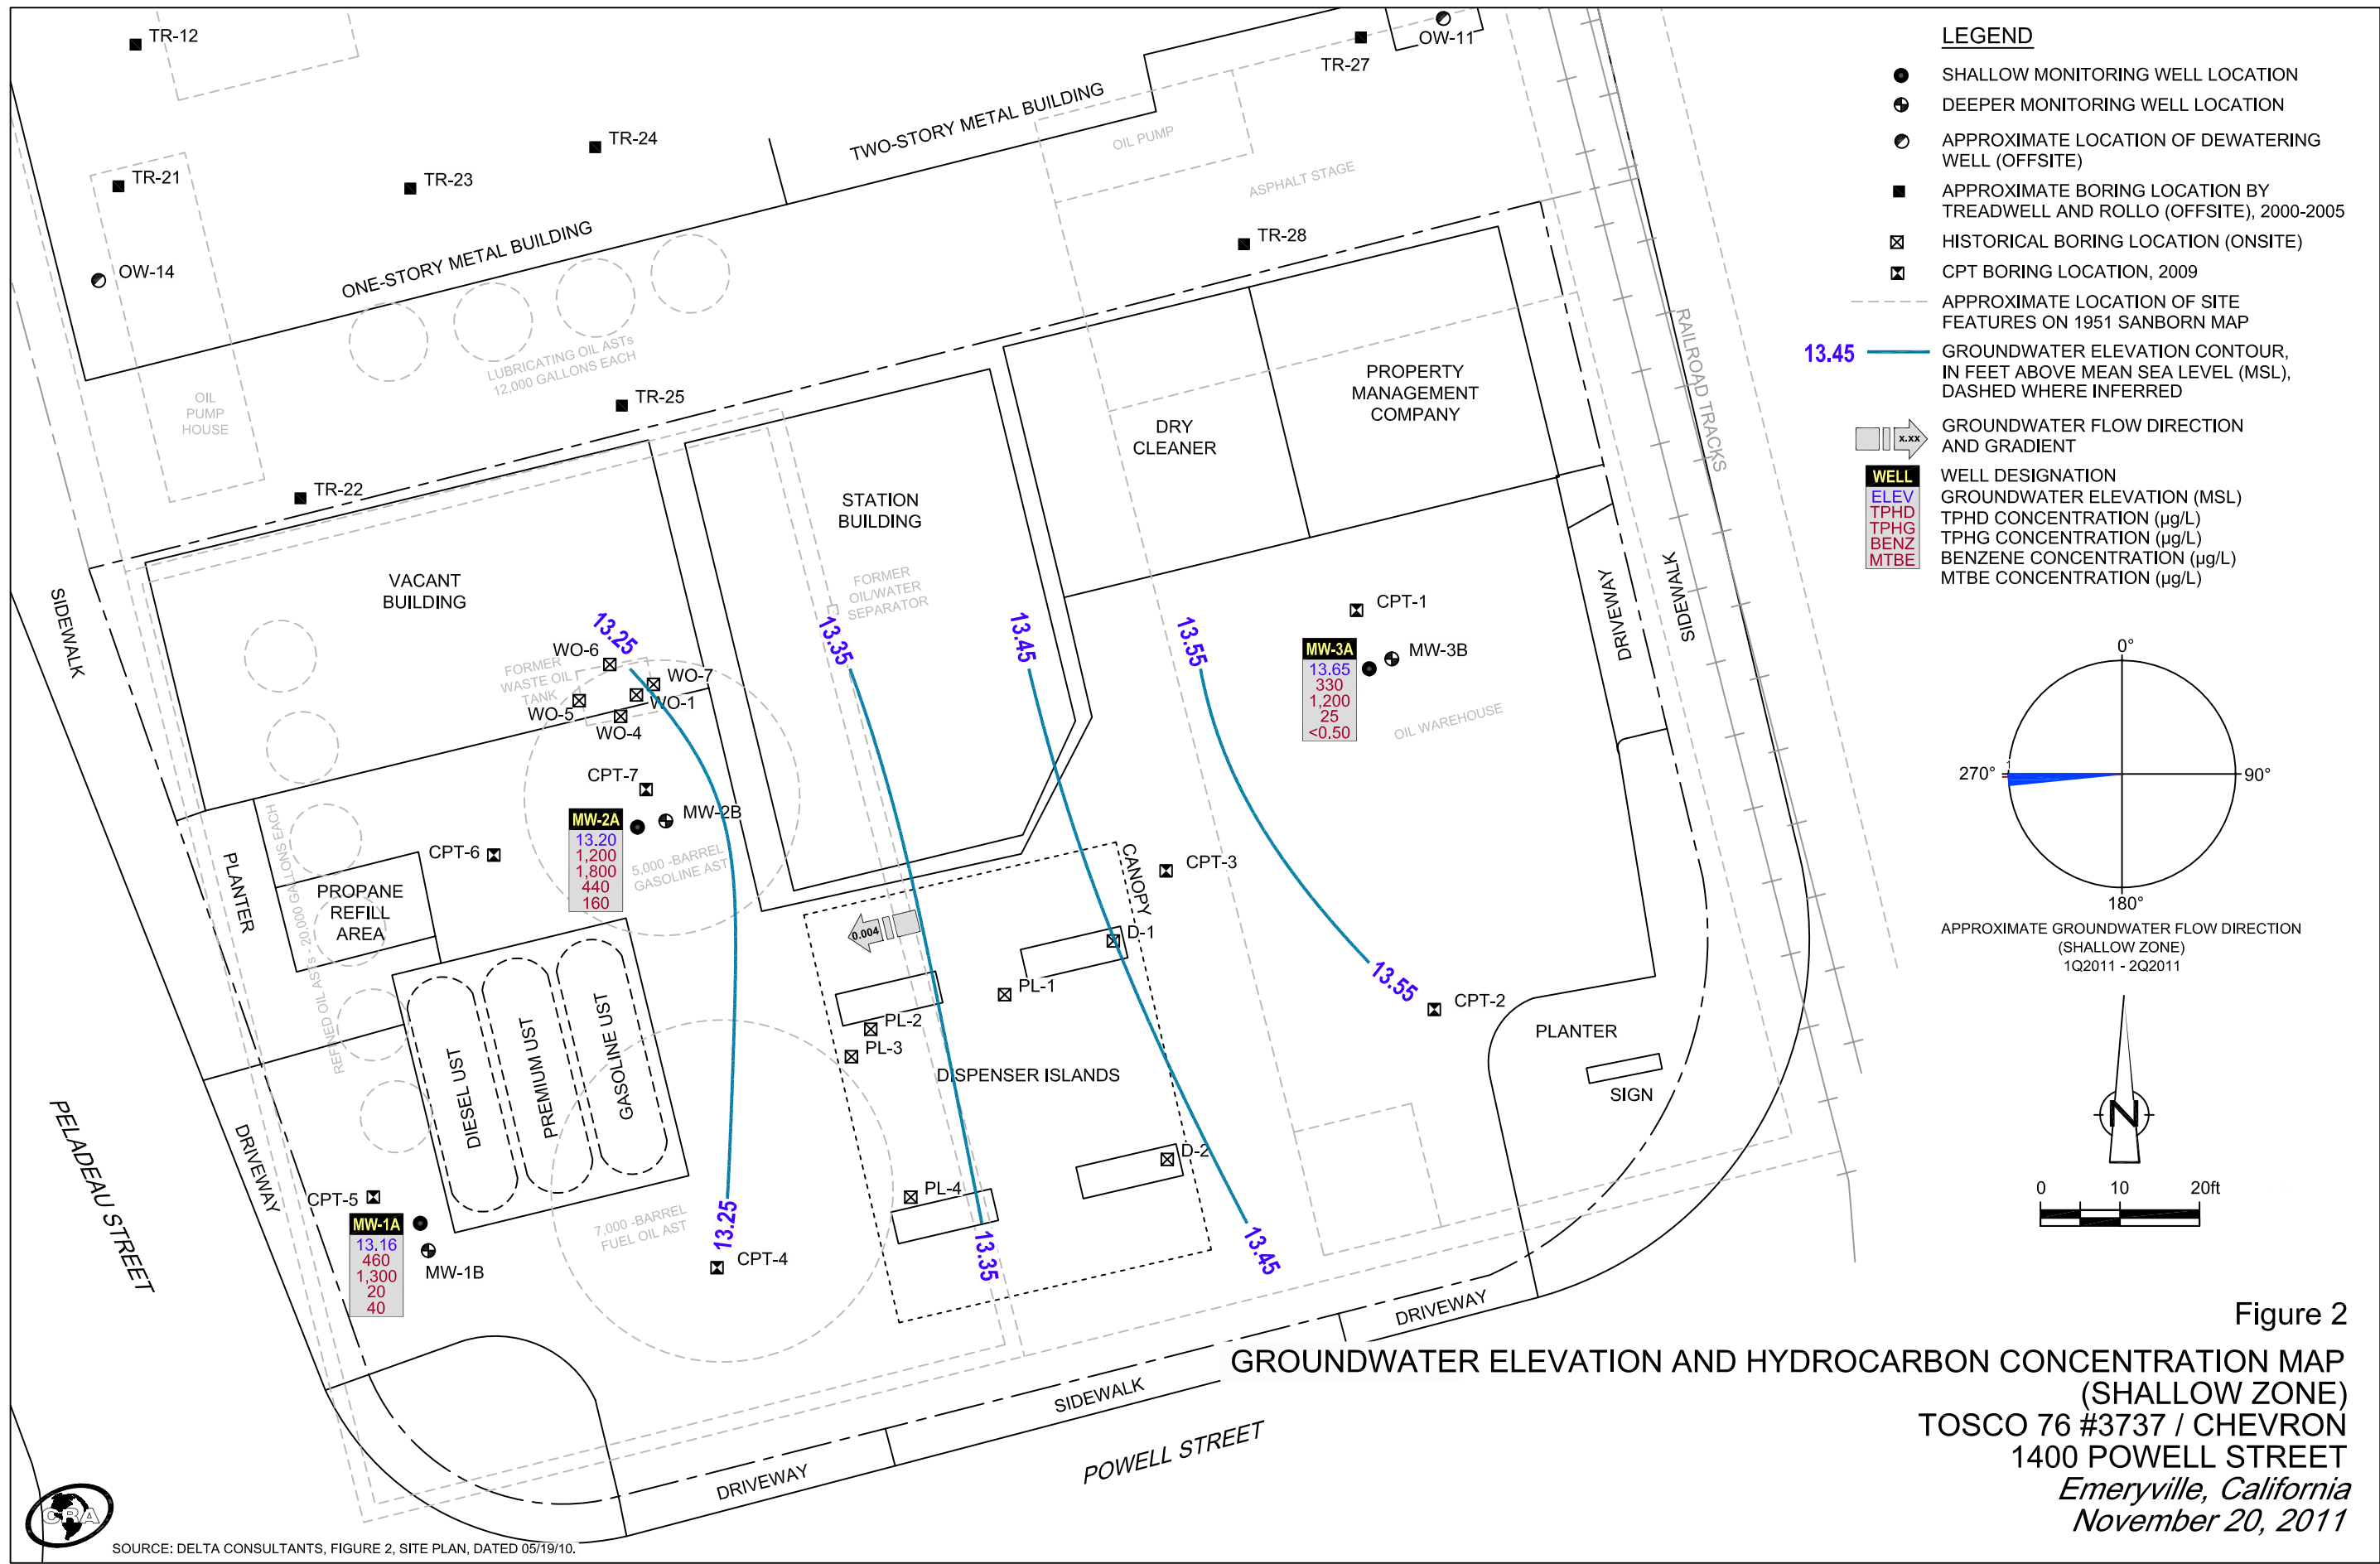 TR-12
OW-11
TR-27
TR-24
TWO-STORY METAL BUILDING
OIL PUMP
ASPHALT STAGE
TR-21
TR-23
TR-28
ONE-STORY METAL BUILDING
OW-14
LUBRICATING OIL ASTs
12,000 GALLONS EACH
OIL
PUMP
HOUSE
TR-25
TR-22
RAILROAD TRACKS
PROPERTY
MANAGEMENT
COMPANY
DRY
CLEANER
STATION
BUILDING
VACANT
BUILDING
SIDEWALK
FORMER
OIL/WATER
SEPARATOR
DRIVEWAY
SIDEWALK
13.25
13.35
13.45
13.55
CPT-1
MW-3A
13.65
330
1,200
25
<0.50
MW-3B
OIL WAREHOUSE
WO-6
FORMER
WASTE OIL
TANK
WO-7
WO-1
WO-5
WO-4
CPT-7
MW-2A
13.20
1,200
1,800
440
160
MW-2B
5,000 -BARREL
GASOLINE AST
CPT-6
PLANTER
REFINED OIL ASTs - 20,000 GALLONS EACH
PROPANE
REFILL
AREA
CANOPY
CPT-3
0.004
D-1
PL-1
PL-2
PL-3
DISPENSER ISLANDS
13.55
CPT-2
PLANTER
SIGN
DIESEL UST
PREMIUM UST
GASOLINE UST
PELADEAU STREET
DRIVEWAY
D-2
PL-4
CPT-5
MW-1A
13.16
460
1,300
20
40
MW-1B
7,000 -BARREL
FUEL OIL AST
13.25
CPT-4
13.35
13.45
DRIVEWAY
SIDEWALK
DRIVEWAY
POWELL STREET
LEGEND
SHALLOW MONITORING WELL LOCATION
DEEPER MONITORING WELL LOCATION
APPROXIMATE LOCATION OF DEWATERING
WELL (OFFSITE)
APPROXIMATE BORING LOCATION BY
TREADWELL AND ROLLO (OFFSITE), 2000-2005
HISTORICAL BORING LOCATION (ONSITE)
CPT BORING LOCATION, 2009
APPROXIMATE LOCATION OF SITE
FEATURES ON 1951 SANBORN MAP
13.45 GROUNDWATER ELEVATION CONTOUR,
IN FEET ABOVE MEAN SEA LEVEL (MSL),
DASHED WHERE INFERRED
x.xx GROUNDWATER FLOW DIRECTION
AND GRADIENT
WELL WELL DESIGNATION
ELEV GROUNDWATER ELEVATION (MSL)
TPHD TPHD CONCENTRATION (µg/L)
TPHG TPHG CONCENTRATION (µg/L)
BENZ BENZENE CONCENTRATION (µg/L)
MTBE MTBE CONCENTRATION (µg/L)
0°
270° 1 90°
180°
APPROXIMATE GROUNDWATER FLOW DIRECTION
(SHALLOW ZONE)
1Q2011 - 2Q2011
N
0 10 20ft
Figure 2
GROUNDWATER ELEVATION AND HYDROCARBON CONCENTRATION MAP
(SHALLOW ZONE)
TOSCO 76 #3737 / CHEVRON
1400 POWELL STREET
Emeryville, California
November 20, 2011
CRA
SOURCE: DELTA CONSULTANTS, FIGURE 2, SITE PLAN, DATED 05/19/10.